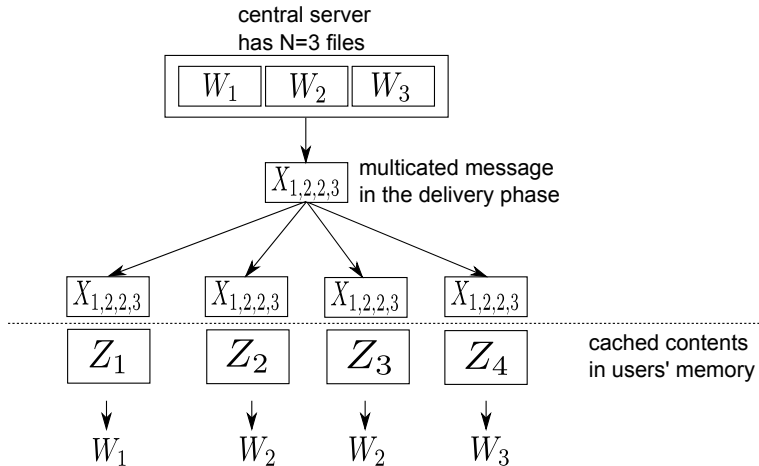 central server
has N=3 files
W₁ W₂ W₃
X₁,₂,₂,₃
multicated message
in the delivery phase
X₁,₂,₂,₃ X₁,₂,₂,₃ X₁,₂,₂,₃ X₁,₂,₂,₃
Z₁ Z₂ Z₃ Z₄
cached contents
in users' memory
W₁ W₂ W₂ W₃